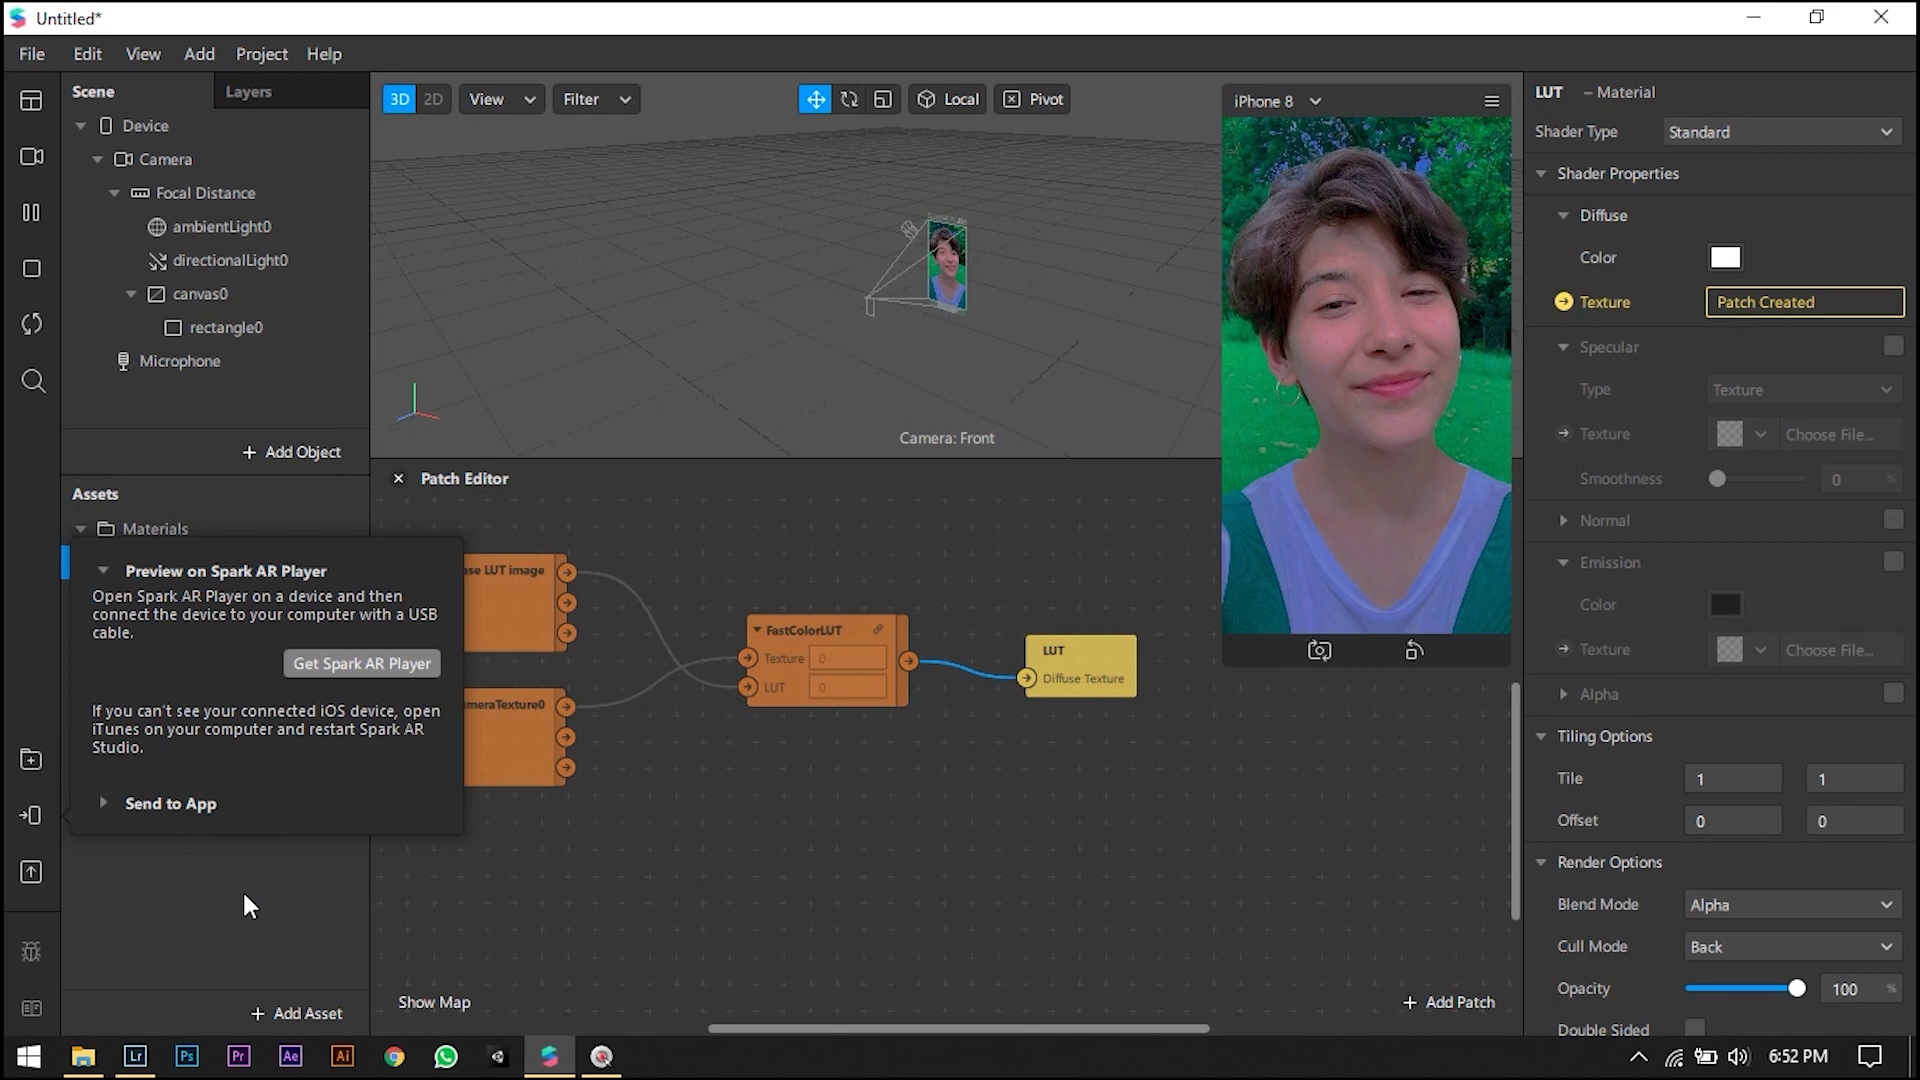 Untitled*
File Edit View Add Project Help
Scene
Layers
Device
Camera
Focal Distance
ambientLight0
directionalLight0
canvas0
rectangle0
Microphone
+ Add Object
Assets
Materials
Preview on Spark AR Player
Open Spark AR Player on a device and then
connect the device to your computer with a USB
cable.
Get Spark AR Player
If you can't see your connected iOS device, open
iTunes on your computer and restart Spark AR
Studio.
Send to App
+ Add Asset
3D 2D
View
Filter
Local
Pivot
Camera: Front
iPhone 8
Patch Editor
LUT image
meraTexture0
FastColorLUT
Texture 0
LUT 0
LUT
Diffuse Texture
Show Map
+ Add Patch
LUT – Material
Shader Type Standard
Shader Properties
Diffuse
Color
Texture Patch Created
Specular
Type Texture
Texture Choose File...
Smoothness 0 %
Normal
Emission
Color
Texture Choose File...
Alpha
Tiling Options
Tile 1 1
Offset 0 0
Render Options
Blend Mode Alpha
Cull Mode Back
Opacity 100 %
Double Sided
Lr Ps Pr Ae Ai
6:52 PM